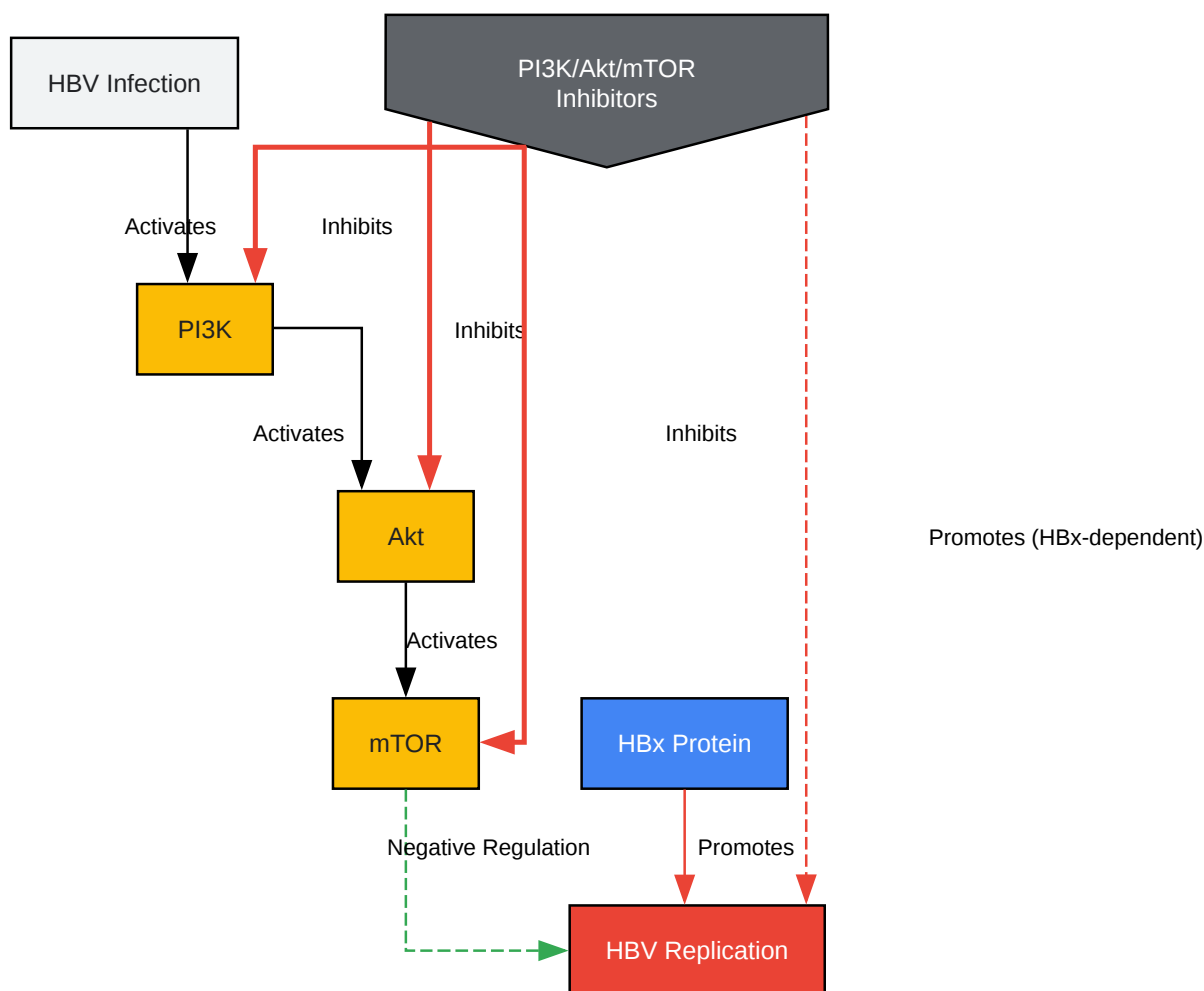 HBV Infection
PI3K/Akt/mTOR
Inhibitors
Activates
Inhibits
PI3K
Inhibits
Activates
Inhibits
Akt
Promotes (HBx-dependent)
Activates
mTOR
HBx Protein
Negative Regulation
Promotes
HBV Replication